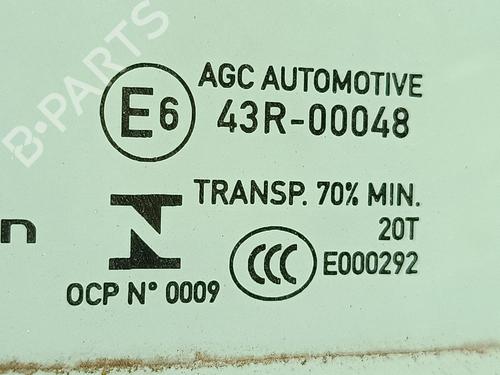 B-PARTS
E6
AGC AUTOMOTIVE
43R-00048
TRANSP. 70% MIN.
20T
n
CCC
E000292
OCP N° 0009